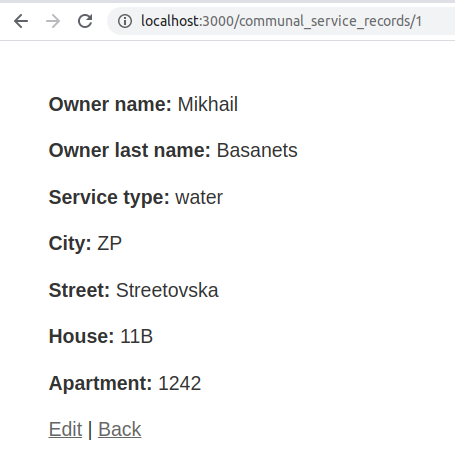 localhost:3000/communal_service_records/1
Owner name: Mikhail
Owner last name: Basanets
Service type: water
City: ZP
Street: Streetovska
House: 11B
Apartment: 1242
Edit | Back